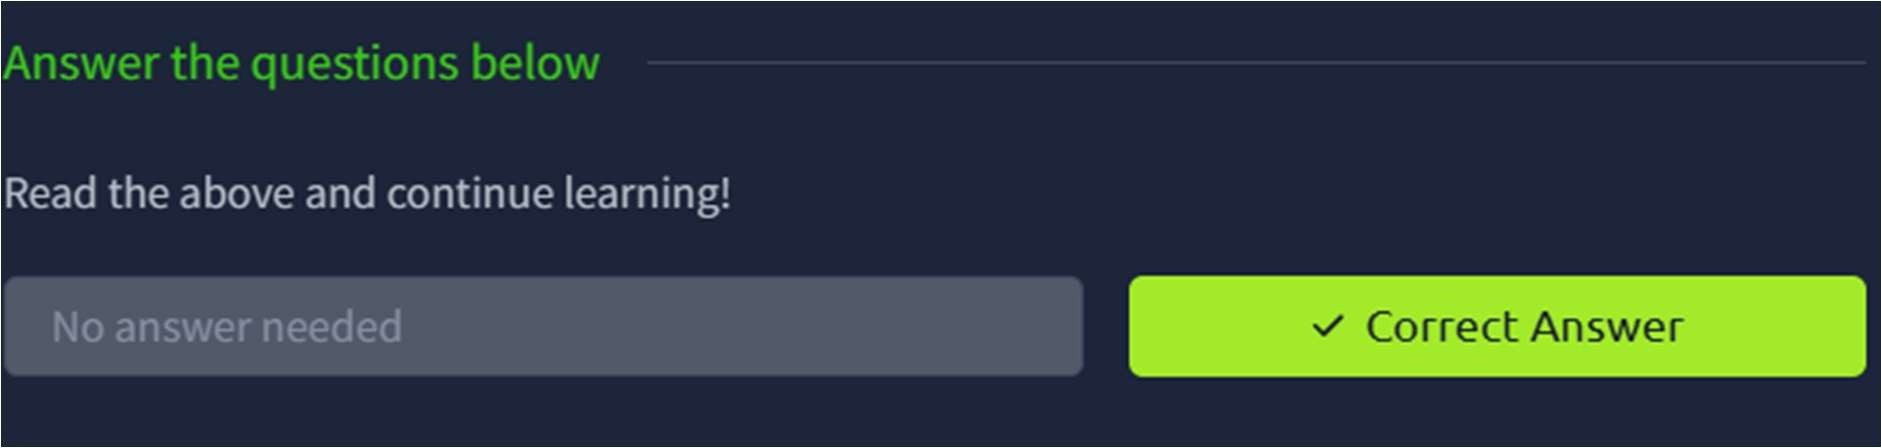 Answer the questions below
Read the above and continue learning!
No answer needed
✓ Correct Answer